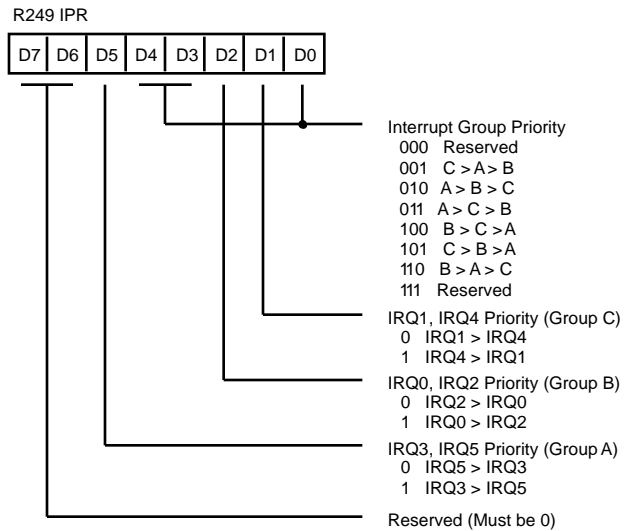 R249 IPR
D7 D6 D5 D4 D3 D2 D1 D0
Interrupt Group Priority
000 Reserved
001 C > A > B
010 A > B > C
011 A > C > B
100 B > C > A
101 C > B > A
110 B > A > C
111 Reserved
IRQ1, IRQ4 Priority (Group C)
0 IRQ1 > IRQ4
1 IRQ4 > IRQ1
IRQ0, IRQ2 Priority (Group B)
0 IRQ2 > IRQ0
1 IRQ0 > IRQ2
IRQ3, IRQ5 Priority (Group A)
0 IRQ5 > IRQ3
1 IRQ3 > IRQ5
Reserved (Must be 0)